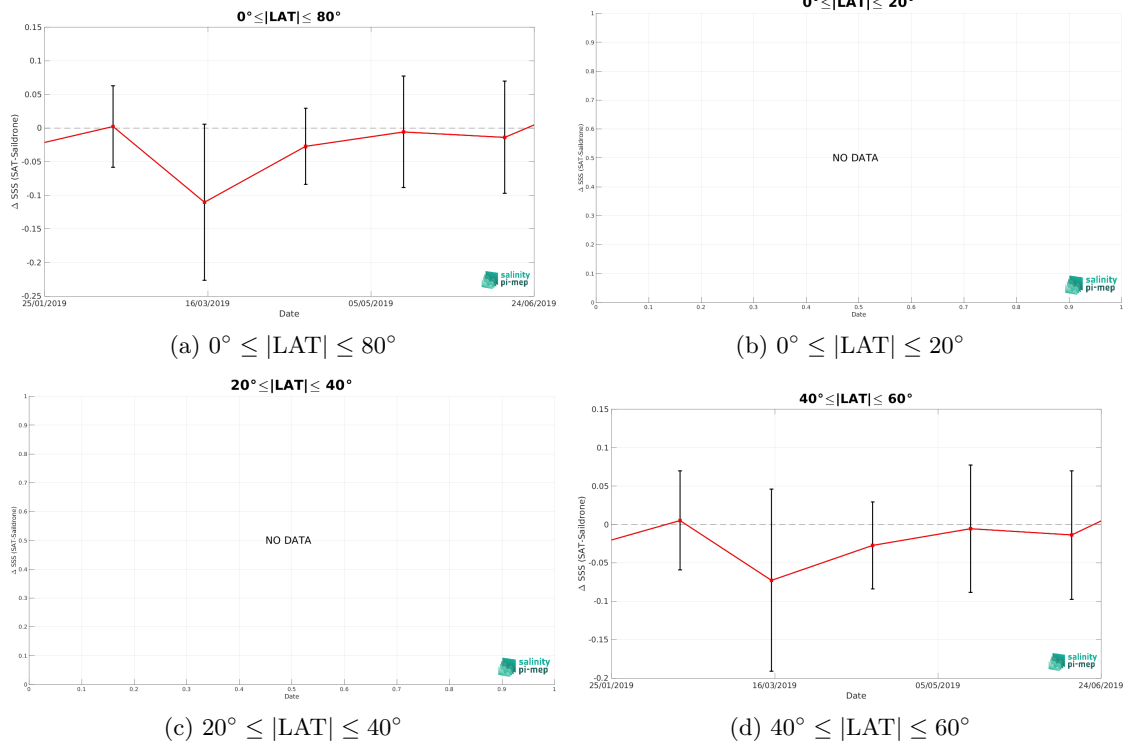 0°≤|LAT|≤ 80°
0.15
0.1
0.05
0
-0.05
-0.1
-0.15
-0.2
-0.25
Δ SSS (SAT-Saildrone)
25/01/2019 16/03/2019 05/05/2019 24/06/2019
Date
salinity
pi-mep
(a) 0° ≤ |LAT| ≤ 80°
0°≤|LAT|≤ 20°
1
0.9
0.8
0.7
0.6
0.5
0.4
0.3
0.2
0.1
0
Δ SSS (SAT-Saildrone)
NO DATA
0 0.1 0.2 0.3 0.4 0.5 0.6 0.7 0.8 0.9 1
Date
salinity
pi-mep
(b) 0° ≤ |LAT| ≤ 20°
20°≤|LAT|≤ 40°
1
0.9
0.8
0.7
0.6
0.5
0.4
0.3
0.2
0.1
0
Δ SSS (SAT-Saildrone)
NO DATA
0 0.1 0.2 0.3 0.4 0.5 0.6 0.7 0.8 0.9 1
Date
salinity
pi-mep
(c) 20° ≤ |LAT| ≤ 40°
40°≤|LAT|≤ 60°
0.15
0.1
0.05
0
-0.05
-0.1
-0.15
-0.2
Δ SSS (SAT-Saildrone)
25/01/2019 16/03/2019 05/05/2019 24/06/2019
Date
salinity
pi-mep
(d) 40° ≤ |LAT| ≤ 60°